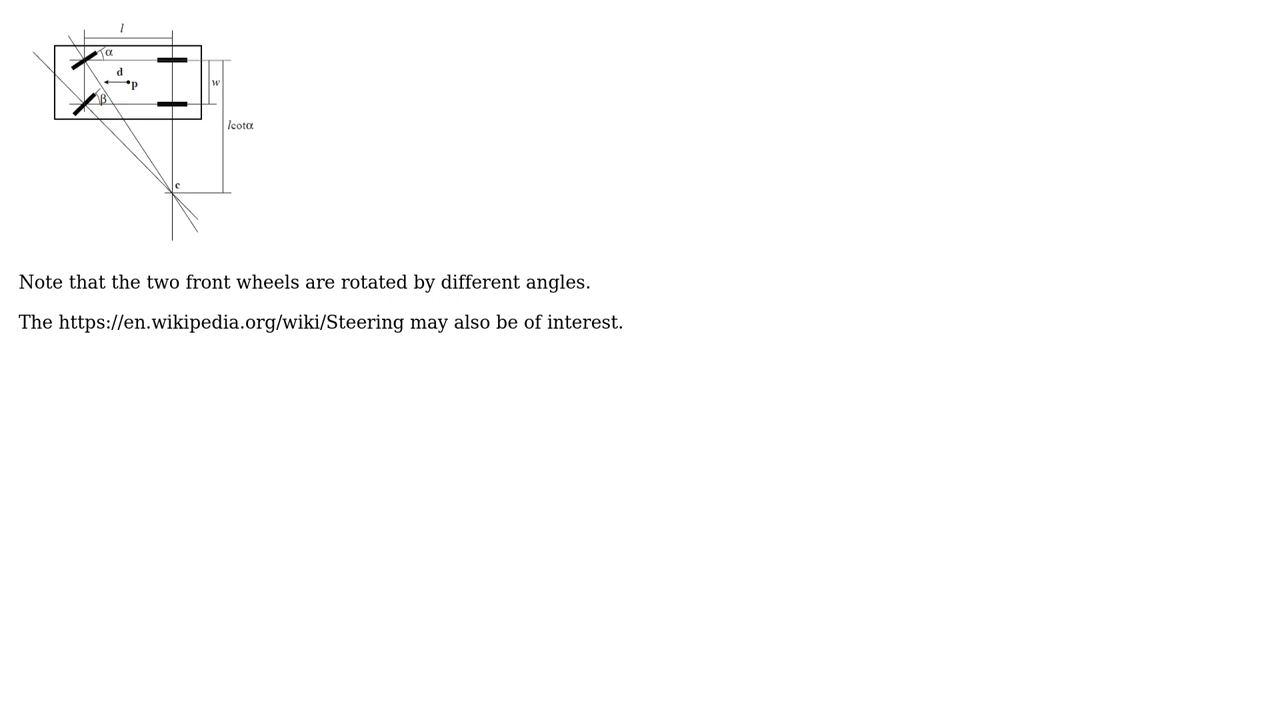 l
α
d
p
w
β
lcotα
c
Note that the two front wheels are rotated by different angles.
The https://en.wikipedia.org/wiki/Steering may also be of interest.